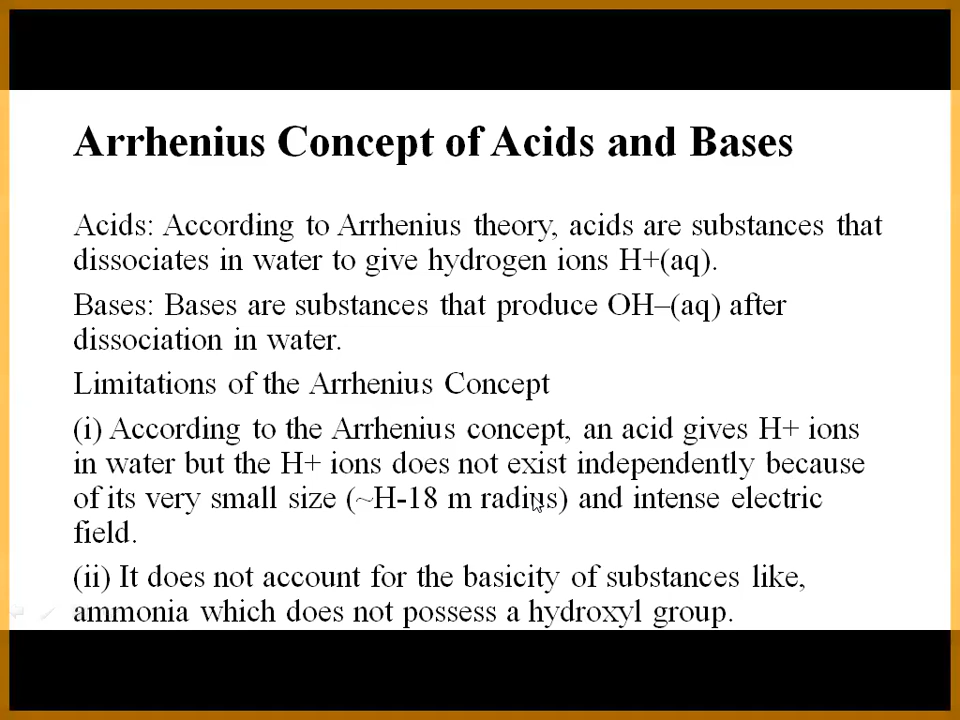 Arrhenius Concept of Acids and Bases
Acids: According to Arrhenius theory, acids are substances that
dissociates in water to give hydrogen ions H+(aq).
Bases: Bases are substances that produce OH–(aq) after
dissociation in water.
Limitations of the Arrhenius Concept
(i) According to the Arrhenius concept, an acid gives H+ ions
in water but the H+ ions does not exist independently because
of its very small size (~H-18 m radius) and intense electric
field.
(ii) It does not account for the basicity of substances like,
ammonia which does not possess a hydroxyl group.